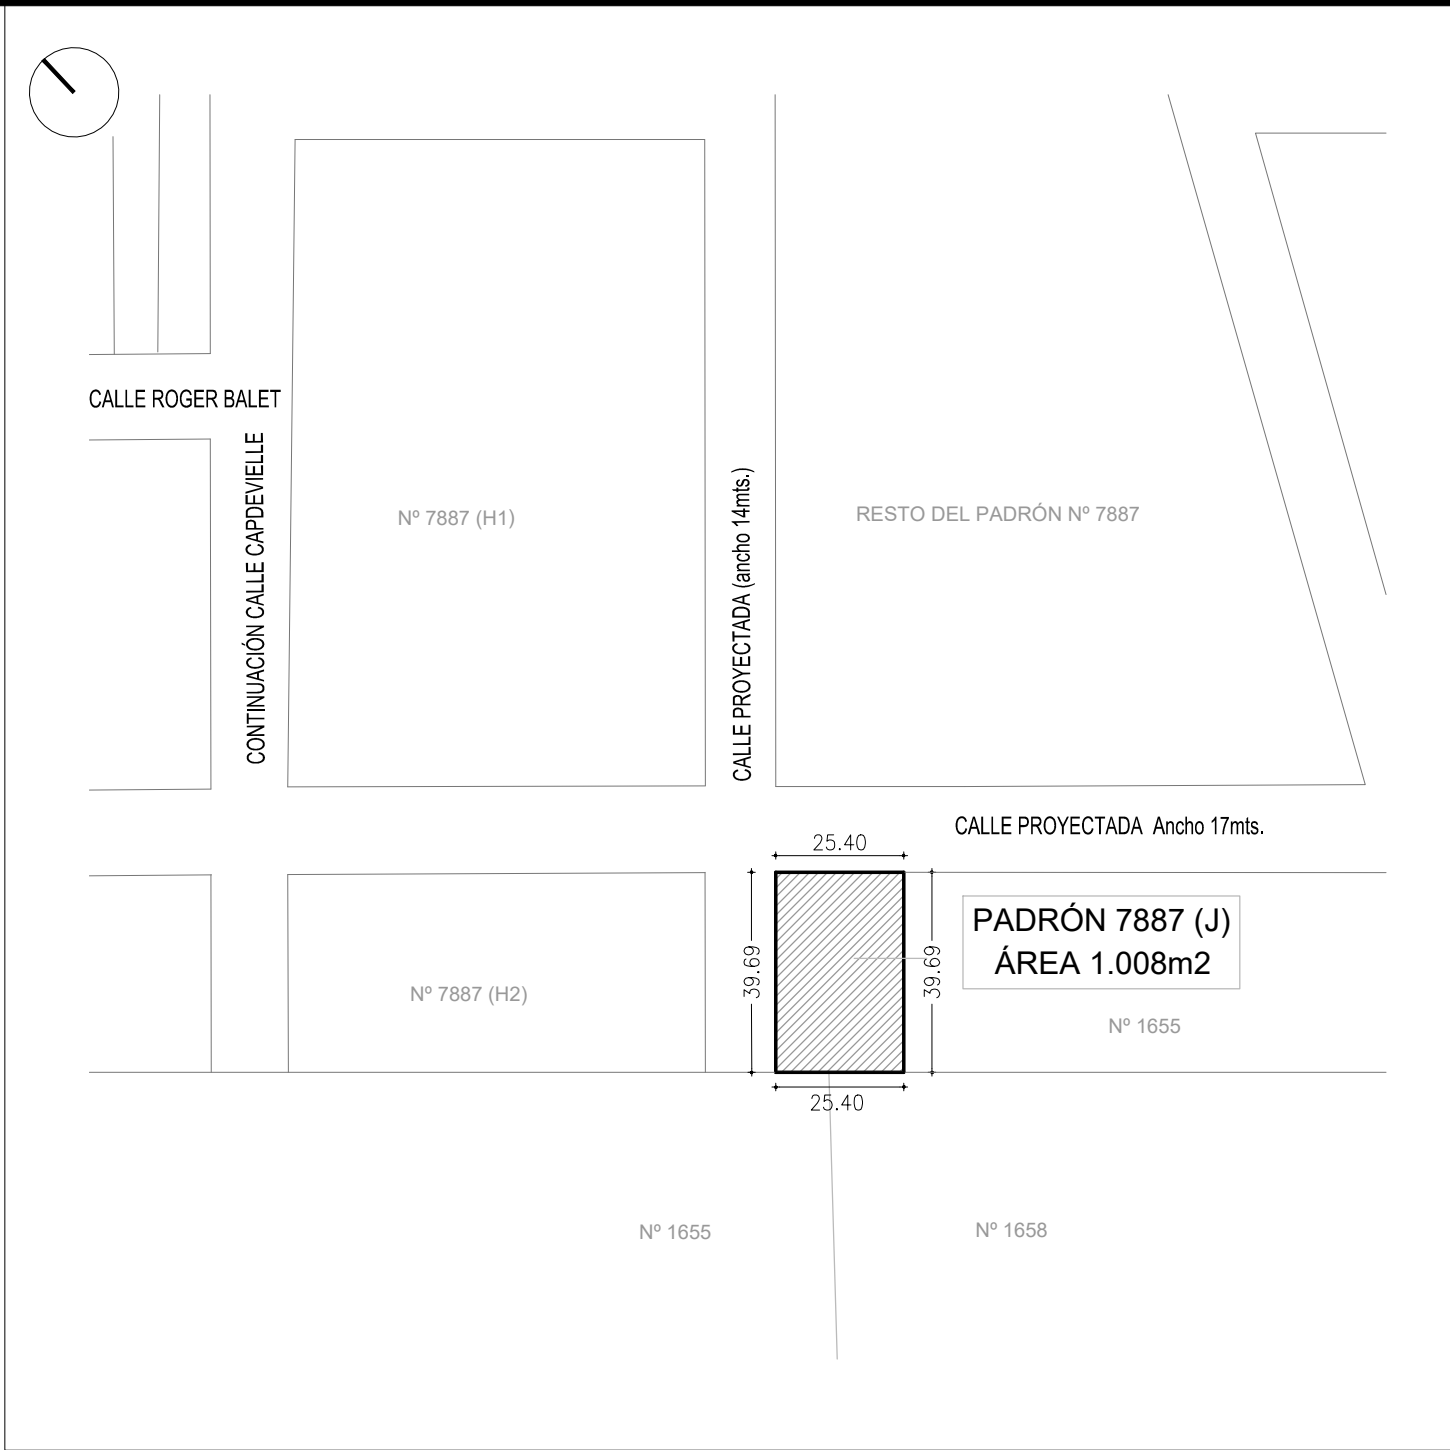 CALLE ROGER BALET
CONTINUACIÓN CALLE CAPDEVIELLE
Nº 7887 (H1)
CALLE PROYECTADA (ancho 14mts.)
RESTO DEL PADRÓN Nº 7887
CALLE PROYECTADA Ancho 17mts.
25.40
39.69
39.69
PADRÓN 7887 (J)
ÁREA 1.008m2
Nº 7887 (H2)
Nº 1655
25.40
Nº 1655
Nº 1658